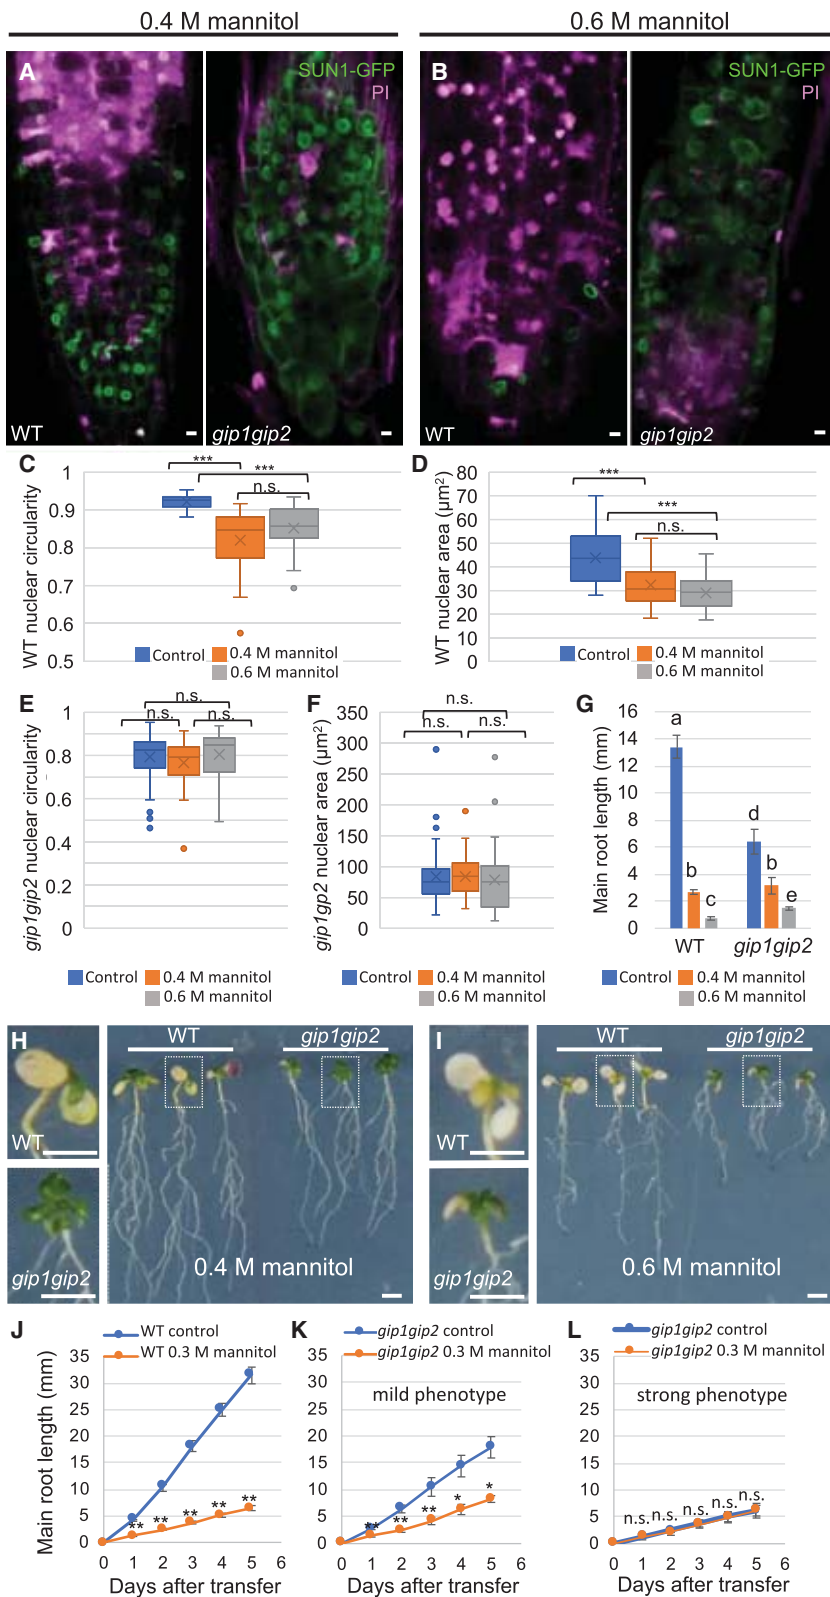 0.4 M mannitol
0.6 M mannitol
A
SUN1-GFP
PI
WT
gip1gip2
B
SUN1-GFP
PI
WT
gip1gip2
C
WT nuclear circularity
1
0.9
0.8
0.7
0.6
0.5
***
***
n.s.
Control
0.4 M mannitol
0.6 M mannitol
D
WT nuclear area (µm²)
80
70
60
50
40
30
20
10
0
***
***
n.s.
Control
0.4 M mannitol
0.6 M mannitol
E
gip1gip2 nuclear circularity
1
0.8
0.6
0.4
0.2
0
n.s.
n.s.
n.s.
Control
0.4 M mannitol
0.6 M mannitol
F
gip1gp2 nuclear area (µm²)
350
300
250
200
150
100
50
0
n.s.
n.s.
n.s.
Control
0.4 M mannitol
0.6 M mannitol
G
Main root length (mm)
16
14
12
10
8
6
4
2
0
a
b
c
d
b
e
WT
gip1gip2
Control
0.4 M mannitol
0.6 M mannitol
H
WT
gip1gip2
WT
gip1gip2
0.4 M mannitol
I
WT
gip1gip2
WT
gip1gip2
0.6 M mannitol
J
WT control
WT 0.3 M mannitol
Main root length (mm)
35
30
25
20
15
10
5
0
**
**
**
**
**
0 1 2 3 4 5 6
Days after transfer
K
gip1gip2 control
gip1gip2 0.3 M mannitol
mild phenotype
35
30
25
20
15
10
5
0
**
**
**
*
*
0 1 2 3 4 5 6
Days after transfer
L
gip1gip2 control
gip1gip2 0.3 M mannitol
strong phenotype
35
30
25
20
15
10
5
0
n.s.
n.s.
n.s.
n.s.
n.s.
0 1 2 3 4 5 6
Days after transfer